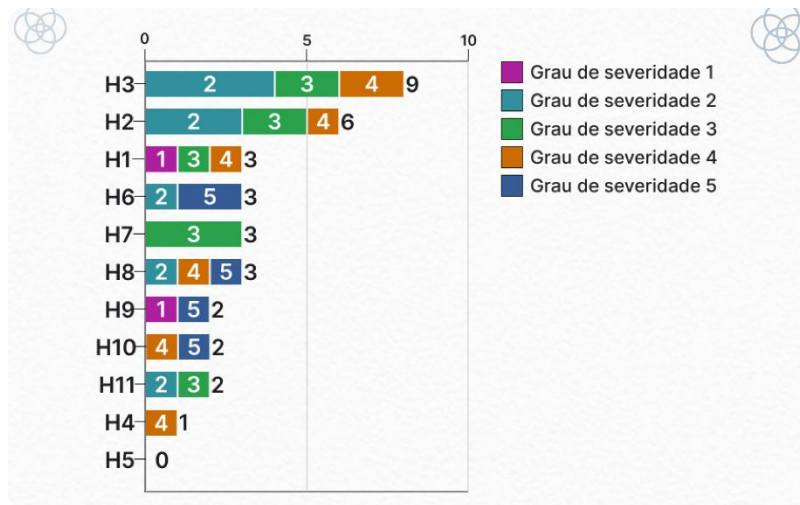 0 5 10
H3 2 3 4 9
H2 2 3 4 6
H1 1 3 4 3
H6 2 5 3
H7 3 3
H8 2 4 5 3
H9 1 5 2
H10 4 5 2
H11 2 3 2
H4 4 1
H5 0
Grau de severidade 1
Grau de severidade 2
Grau de severidade 3
Grau de severidade 4
Grau de severidade 5